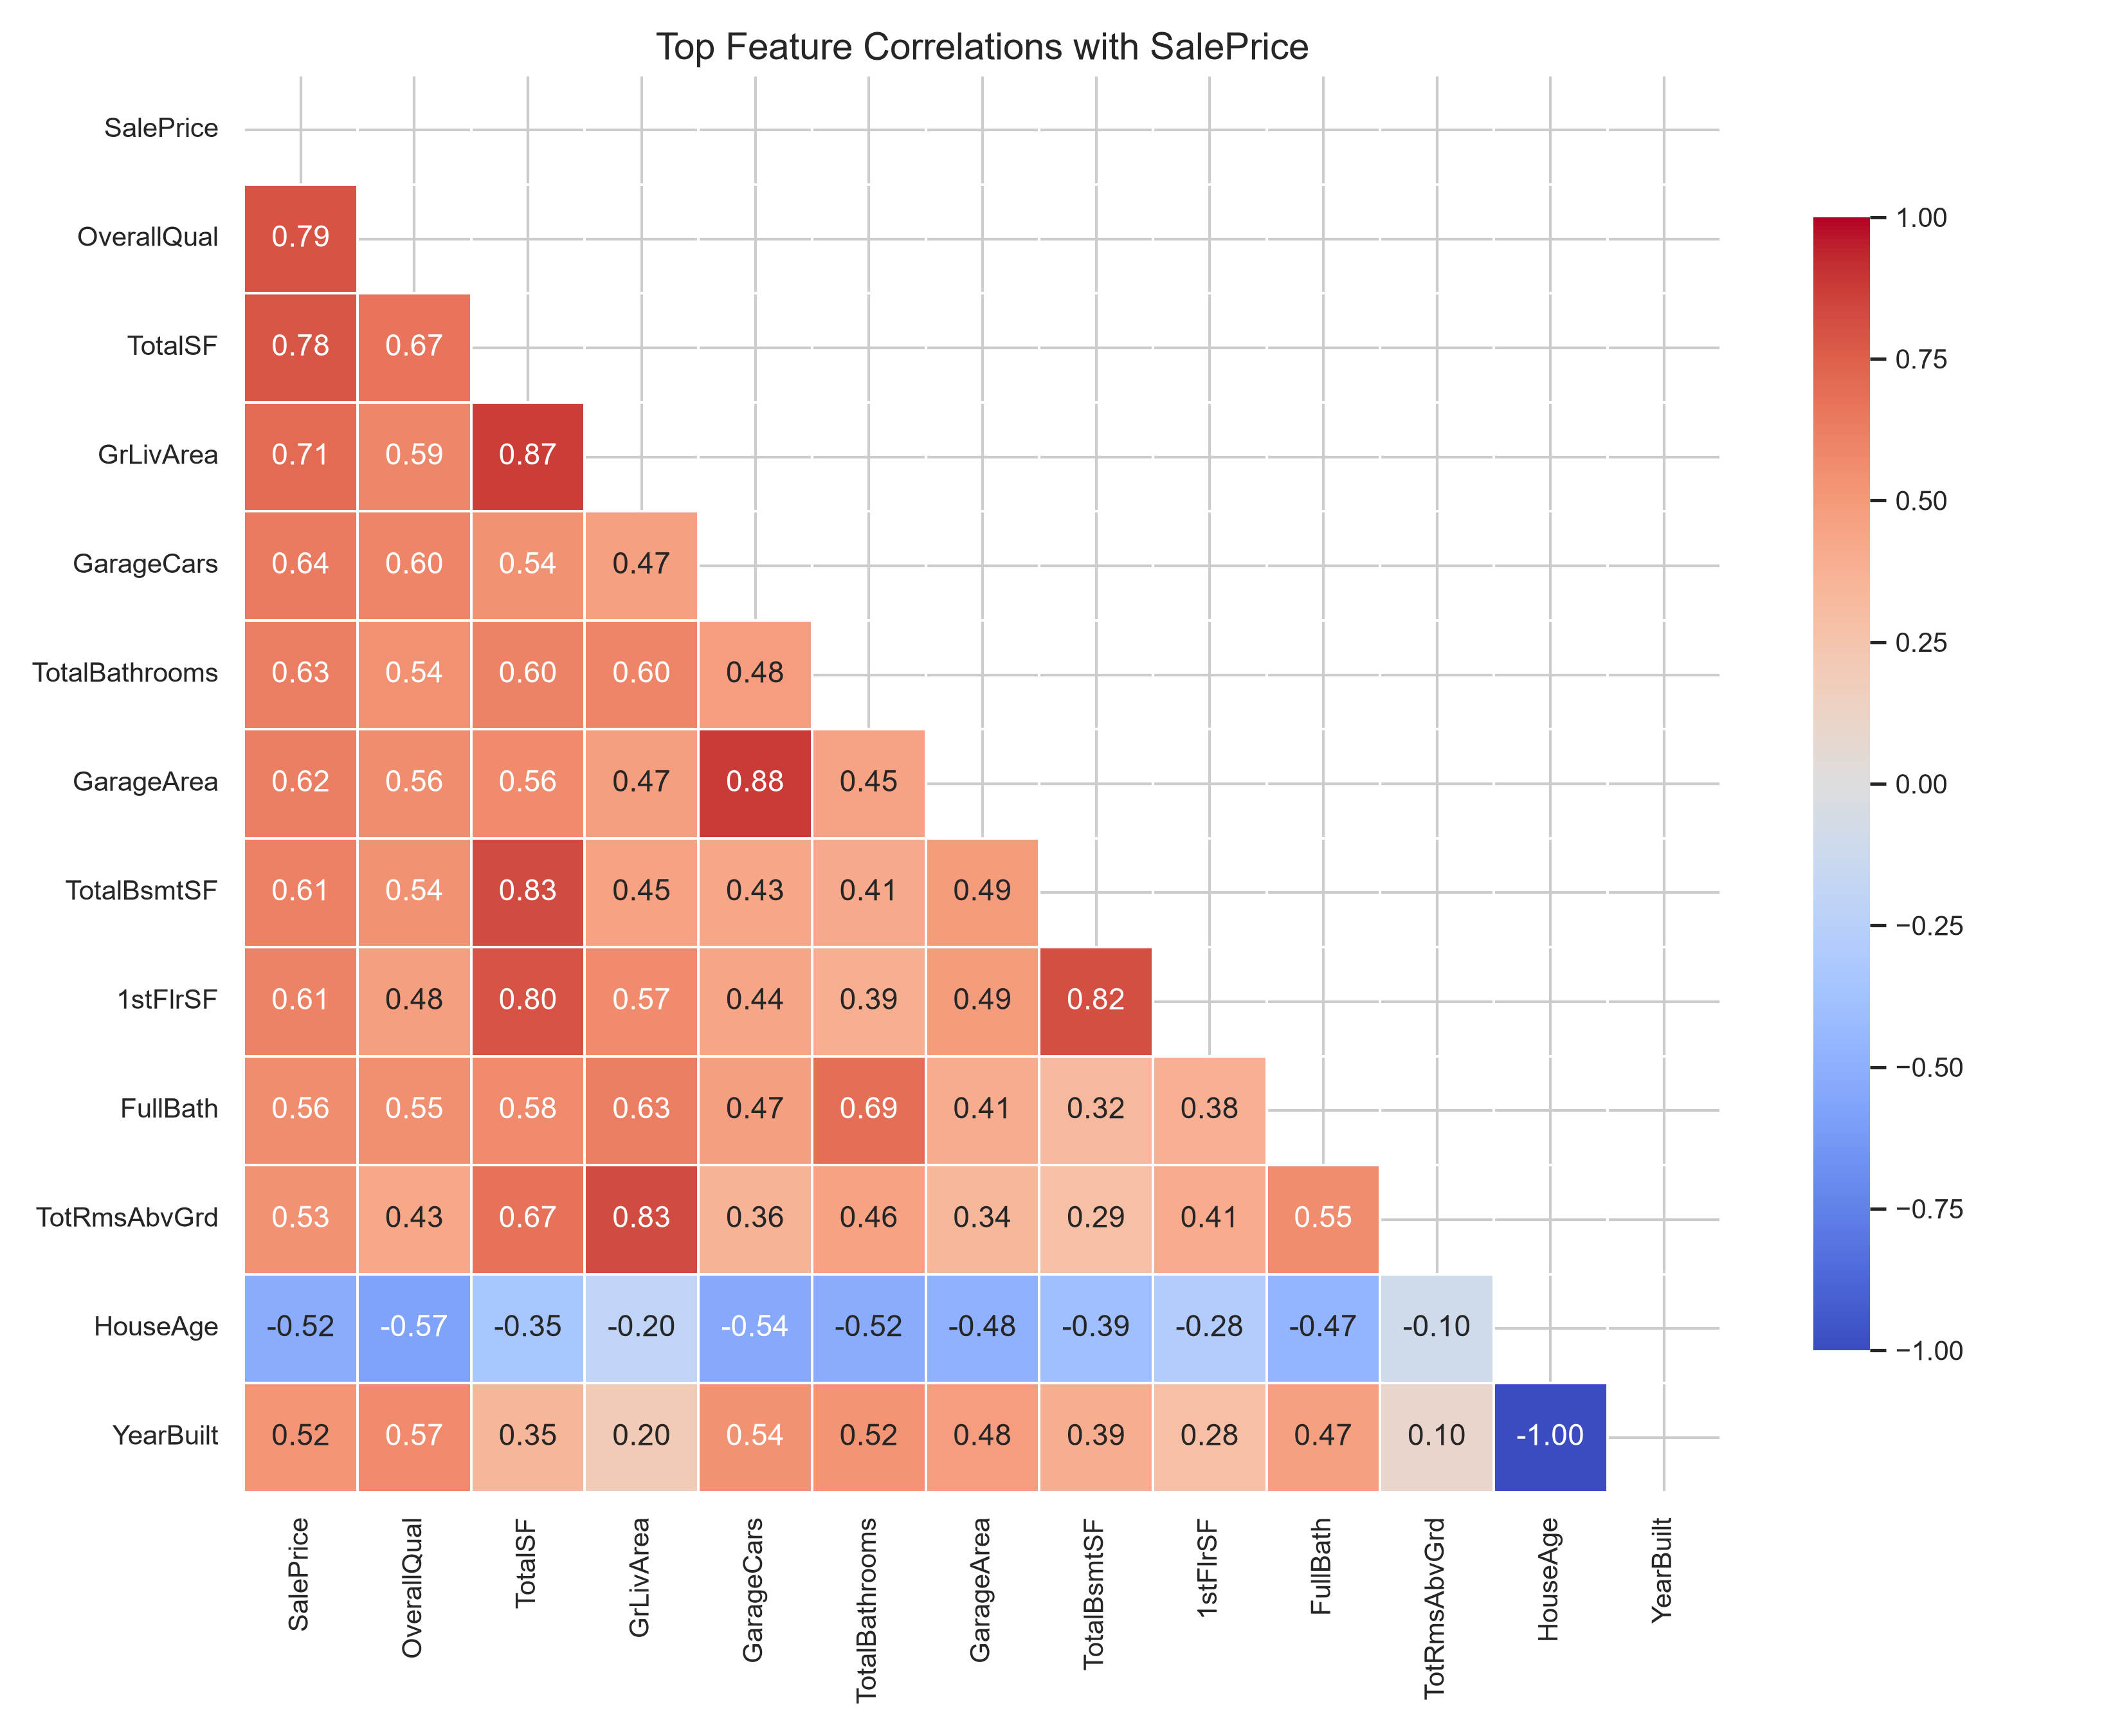 Top Feature Correlations with SalePrice
SalePrice
OverallQual 0.79
TotalSF 0.78 0.67
GrLivArea 0.71 0.59 0.87
GarageCars 0.64 0.60 0.54 0.47
TotalBathrooms 0.63 0.54 0.60 0.60 0.48
GarageArea 0.62 0.56 0.56 0.47 0.88 0.45
TotalBsmtSF 0.61 0.54 0.83 0.45 0.43 0.41 0.49
1stFlrSF 0.61 0.48 0.80 0.57 0.44 0.39 0.49 0.82
FullBath 0.56 0.55 0.58 0.63 0.47 0.69 0.41 0.32 0.38
TotRmsAbvGrd 0.53 0.43 0.67 0.83 0.36 0.46 0.34 0.29 0.41 0.55
HouseAge -0.52 -0.57 -0.35 -0.20 -0.54 -0.52 -0.48 -0.39 -0.28 -0.47 -0.10
YearBuilt 0.52 0.57 0.35 0.20 0.54 0.52 0.48 0.39 0.28 0.47 0.10 -1.00
SalePrice
OverallQual
TotalSF
GrLivArea
GarageCars
TotalBathrooms
GarageArea
TotalBsmtSF
1stFlrSF
FullBath
TotRmsAbvGrd
HouseAge
YearBuilt
1.00
0.75
0.50
0.25
0.00
−0.25
−0.50
−0.75
−1.00